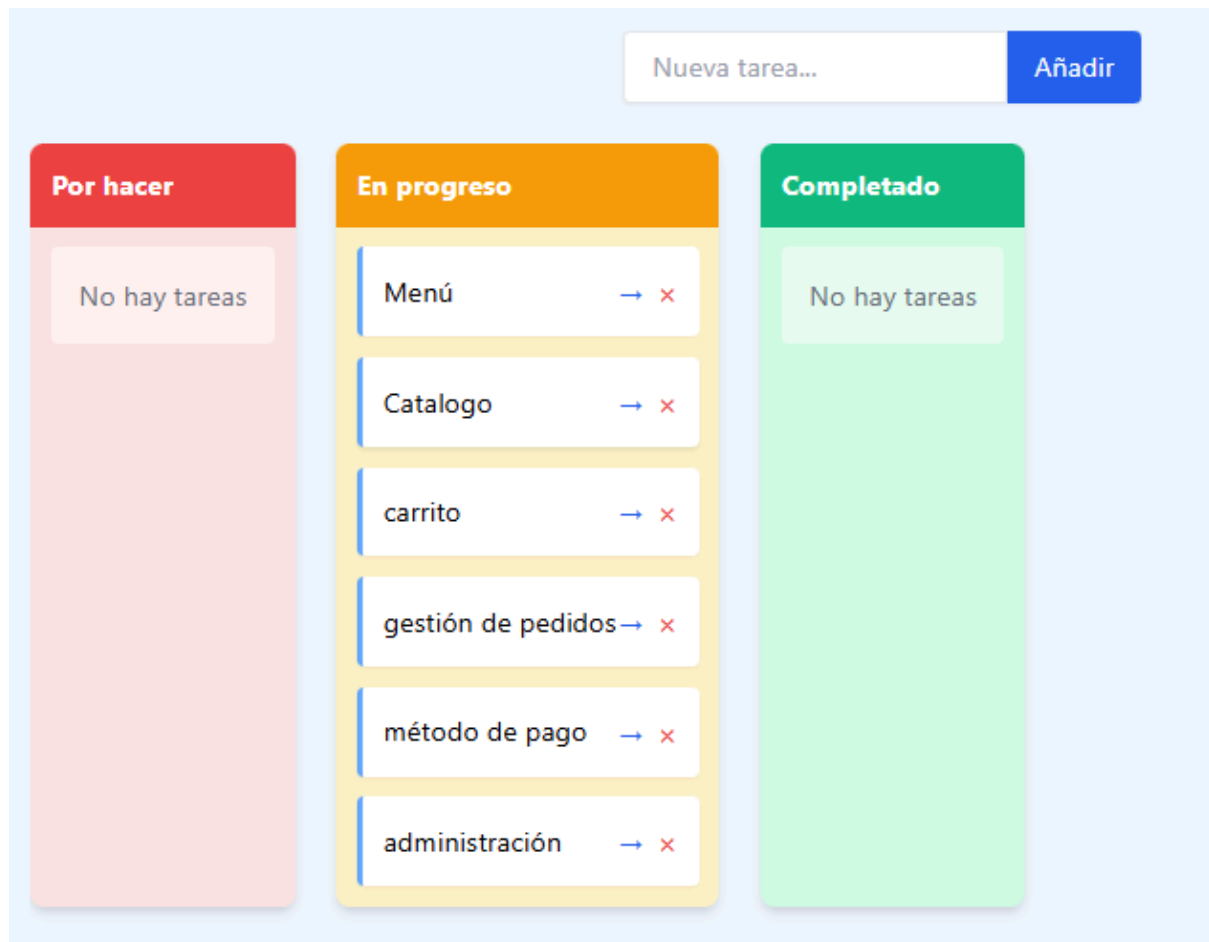 Nueva tarea...
Añadir
Por hacer
No hay tareas
En progreso
Menú → ×
Catalogo → ×
carrito → ×
gestión de pedidos → ×
método de pago → ×
administración → ×
Completado
No hay tareas